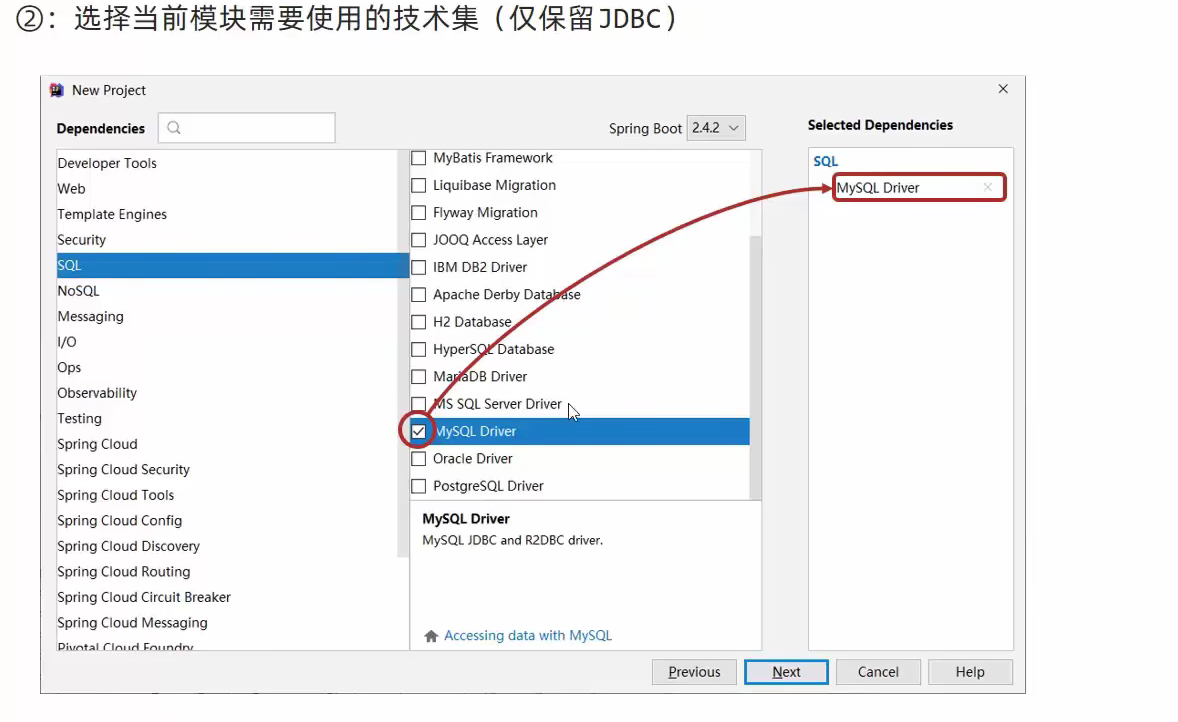 ②：选择当前模块需要使用的技术集（仅保留JDBC）
New Project
Dependencies
Spring Boot 2.4.2
Selected Dependencies
Developer Tools
Web
Template Engines
Security
SQL
NoSQL
Messaging
I/O
Ops
Observability
Testing
Spring Cloud
Spring Cloud Security
Spring Cloud Tools
Spring Cloud Config
Spring Cloud Discovery
Spring Cloud Routing
Spring Cloud Circuit Breaker
Spring Cloud Messaging
Pivotal Cloud Foundry
MyBatis Framework
Liquibase Migration
Flyway Migration
JOOQ Access Layer
IBM DB2 Driver
Apache Derby Database
H2 Database
HyperSQL Database
MariaDB Driver
MS SQL Server Driver
MySQL Driver
Oracle Driver
PostgreSQL Driver
MySQL Driver
MySQL JDBC and R2DBC driver.
Accessing data with MySQL
SQL
MySQL Driver
Previous
Next
Cancel
Help